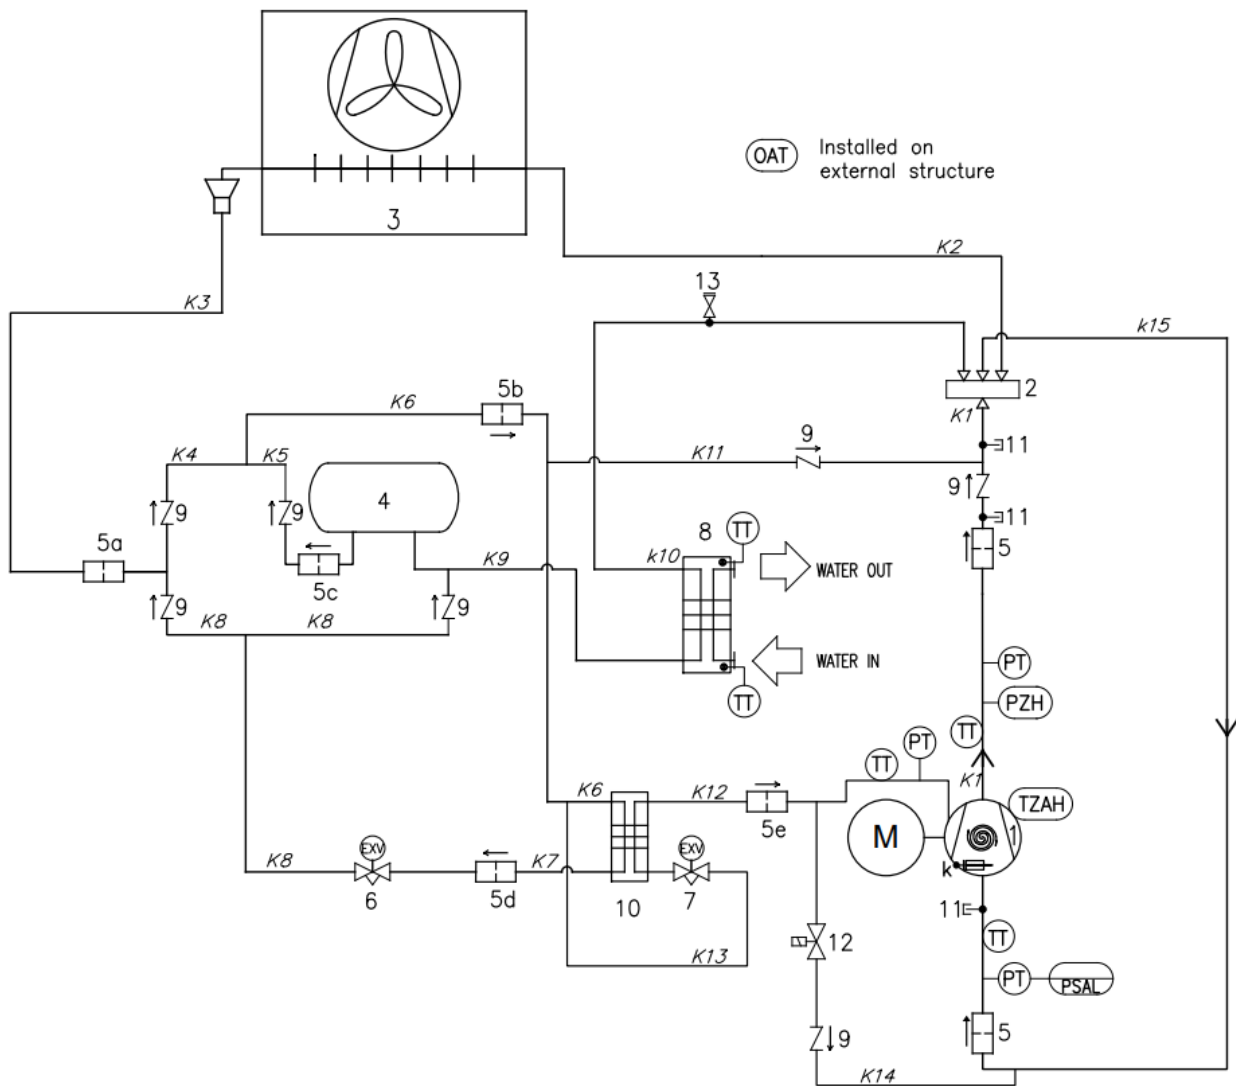 OAT
Installed on
external structure
3
K2
K3
13
k15
2
K1
5b
K6
9
K11
11
K4
K5
4
9
9
9
11
8
TT
5
5a
5c
K9
k10
WATER OUT
9
K8
K8
9
WATER IN
PT
TT
PZH
TT
PT
TT
K1
K6
K12
5e
TZAH
M
1
EXV
EXV
K8
K7
k
6
5d
10
7
11
TT
12
K13
PT
PSAL
9
5
K14